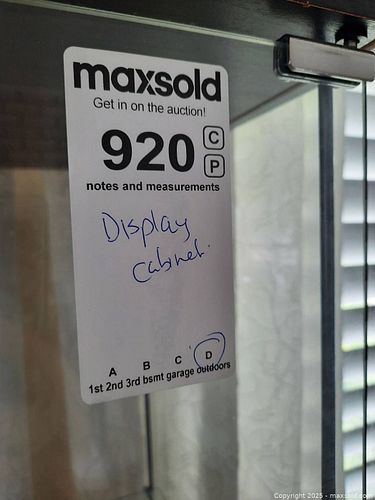 maxsold
Get in on the auction!
920 C
P
notes and measurements
Display
Cabinet.
A B C D
1st 2nd 3rd bsmt garage outdoors
Copyright 2025 - maxsold.com